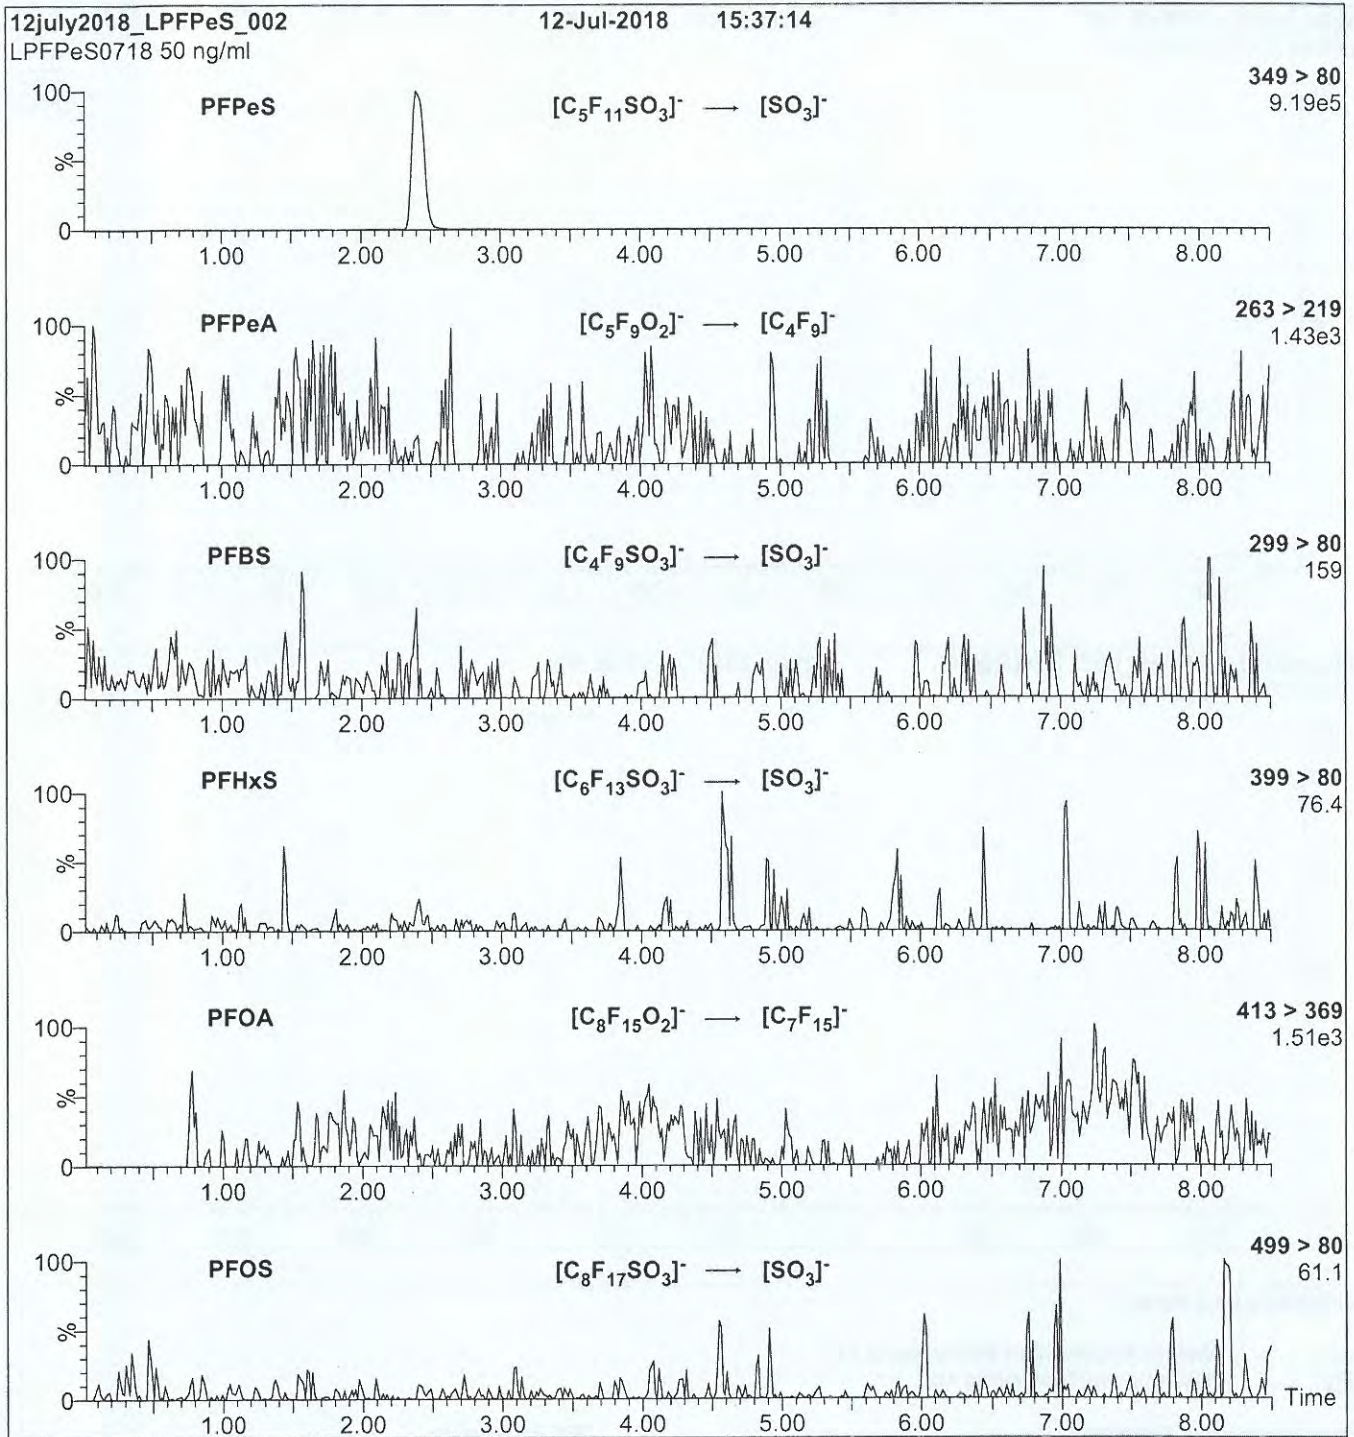 12july2018_LPFPeS_002 12-Jul-2018 15:37:14
LPFPeS0718 50 ng/ml
349 > 80
9.19e5
PFPeS [C₅F₁₁SO₃]⁻ → [SO₃]⁻
100
%
0
1.00 2.00 3.00 4.00 5.00 6.00 7.00 8.00
263 > 219
1.43e3
PFPeA [C₅F₉O₂]⁻ → [C₄F₉]⁻
100
%
0
1.00 2.00 3.00 4.00 5.00 6.00 7.00 8.00
299 > 80
159
PFBS [C₄F₉SO₃]⁻ → [SO₃]⁻
100
%
0
1.00 2.00 3.00 4.00 5.00 6.00 7.00 8.00
399 > 80
76.4
PFHxS [C₆F₁₃SO₃]⁻ → [SO₃]⁻
100
%
0
1.00 2.00 3.00 4.00 5.00 6.00 7.00 8.00
413 > 369
1.51e3
PFOA [C₈F₁₅O₂]⁻ → [C₇F₁₅]⁻
100
%
0
1.00 2.00 3.00 4.00 5.00 6.00 7.00 8.00
499 > 80
61.1
PFOS [C₈F₁₇SO₃]⁻ → [SO₃]⁻
100
%
0
Time
1.00 2.00 3.00 4.00 5.00 6.00 7.00 8.00